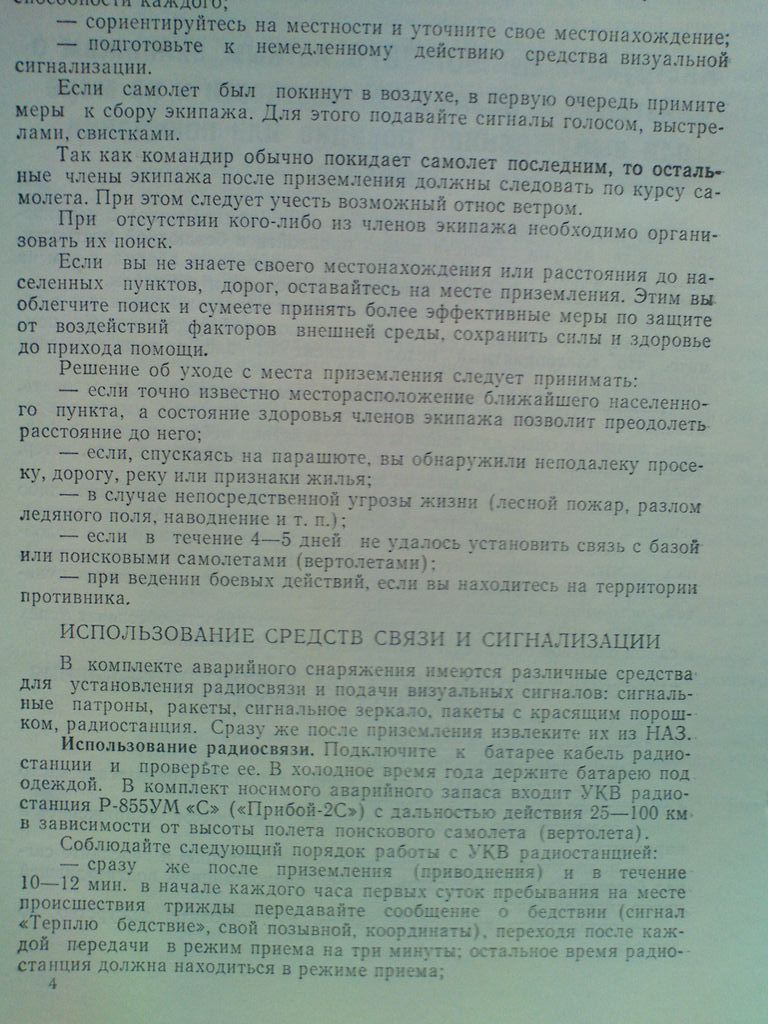 способности каждого;
— сориентируйтесь на местности и уточните свое местонахождение;
— подготовьте к немедленному действию средства визуальной
сигнализации.
Если самолет был покинут в воздухе, в первую очередь примите
меры к сбору экипажа. Для этого подавайте сигналы голосом, выстре-
лами, свистками.
Так как командир обычно покидает самолет последним, то осталь-
ные члены экипажа после приземления должны следовать по курсу са-
молета. При этом следует учесть возможный относ ветром.
При отсутствии кого-либо из членов экипажа необходимо органи-
зовать их поиск.
Если вы не знаете своего местонахождения или расстояния до на-
селенных пунктов, дорог, оставайтесь на месте приземления. Этим вы
облегчите поиск и сумеете принять более эффективные меры по защите
от воздействий факторов внешней среды, сохранить силы и здоровье
до прихода помощи.
Решение об уходе с места приземления следует принимать:
— если точно известно месторасположение ближайшего населенно-
го пункта, а состояние здоровья членов экипажа позволит преодолеть
расстояние до него;
— если, спускаясь на парашюте, вы обнаружили неподалеку просе-
ку, дорогу, реку или признаки жилья;
— в случае непосредственной угрозы жизни (лесной пожар, разлом
ледяного поля, наводнение и т. п.);
— если в течение 4—5 дней не удалось установить связь с базой
или поисковыми самолетами (вертолетами);
— при ведении боевых действий, если вы находитесь на территории
противника.
ИСПОЛЬЗОВАНИЕ СРЕДСТВ СВЯЗИ И СИГНАЛИЗАЦИИ
В комплекте аварийного снаряжения имеются различные средства
для установления радиосвязи и подачи визуальных сигналов: сигналь-
ные патроны, ракеты, сигнальное зеркало, пакеты с красящим порош-
ком, радиостанция. Сразу же после приземления извлеките их из НАЗ.
Использование радиосвязи. Подключите к батарее кабель радио-
станции и проверьте ее. В холодное время года держите батарею под
одеждой. В комплект носимого аварийного запаса входит УКВ радио-
станция Р-855УМ «С» («Прибой-2С») с дальностью действия 25—100 км
в зависимости от высоты полета поискового самолета (вертолета).
Соблюдайте следующий порядок работы с УКВ радиостанцией:
— сразу же после приземления (приводнения) и в течение
10—12 мин. в начале каждого часа первых суток пребывания на месте
происшествия трижды передавайте сообщение о бедствии (сигнал
«Терплю бедствие», свой позывной, координаты), переходя после каж-
дой передачи в режим приема на три минуты; остальное время радио-
станция должна находиться в режиме приема;
4